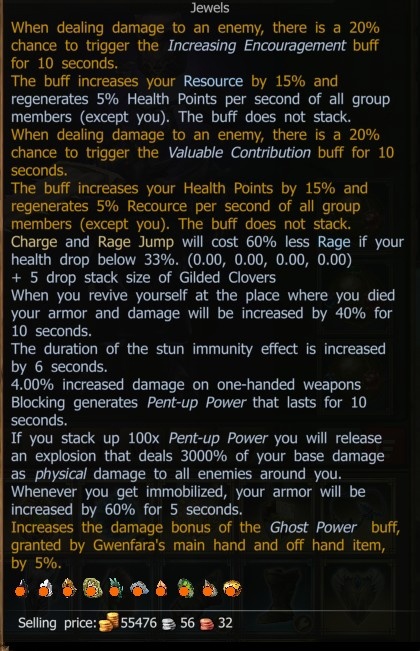 Jewels
When dealing damage to an enemy, there is a 20%
chance to trigger the Increasing Encouragement buff
for 10 seconds.
The buff increases your Resource by 15% and
regenerates 5% Health Points per second of all group
members (except you). The buff does not stack.
When dealing damage to an enemy, there is a 20%
chance to trigger the Valuable Contribution buff for 10
seconds.
The buff increases your Health Points by 15% and
regenerates 5% Recource per second of all group
members (except you). The buff does not stack.
Charge and Rage Jump will cost 60% less Rage if your
health drop below 33%. (0.00, 0.00, 0.00, 0.00)
+ 5 drop stack size of Gilded Clovers
When you revive yourself at the place where you died
your armor and damage will be increased by 40% for
10 seconds.
The duration of the stun immunity effect is increased
by 6 seconds.
4.00% increased damage on one-handed weapons
Blocking generates Pent-up Power that lasts for 10
seconds.
If you stack up 100x Pent-up Power you will release
an explosion that deals 3000% of your base damage
as physical damage to all enemies around you.
Whenever you get immobilized, your armor will be
increased by 60% for 5 seconds.
Increases the damage bonus of the Ghost Power buff,
granted by Gwenfara's main hand and off hand item,
by 5%.
Selling price: 55476 56 32